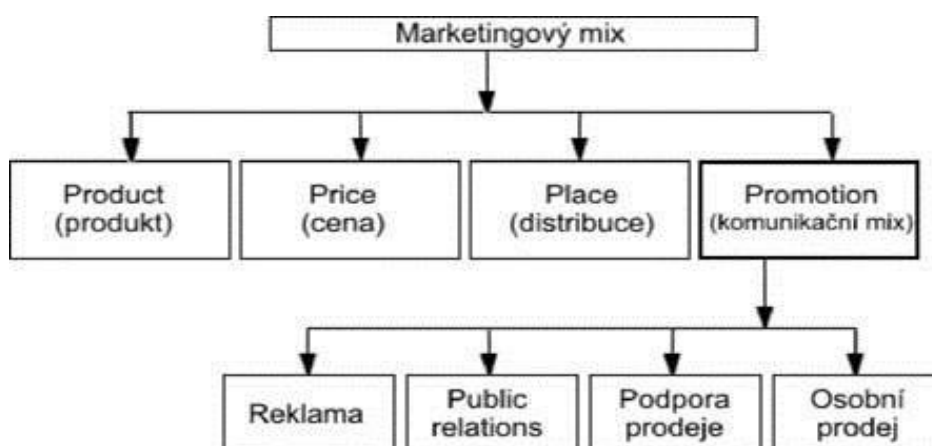 Marketingový mix
Product
(produkt)
Price
(cena)
Place
(distribuce)
Promotion
(komunikační mix)
Reklama
Public
relations
Podpora
prodeje
Osobní
prodej